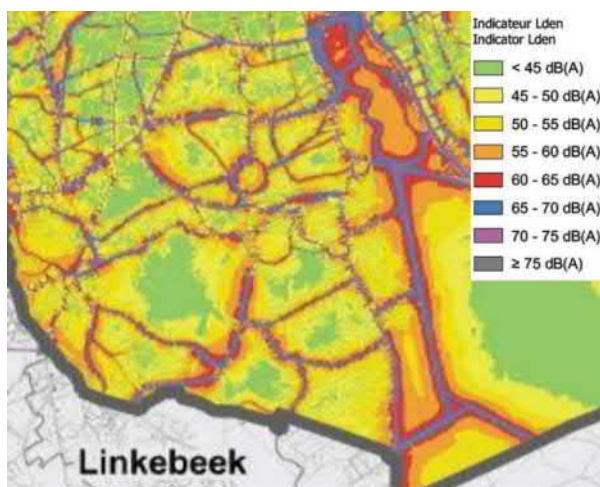 Indicateur Lden
Indicator Lden
< 45 dB(A)
45 - 50 dB(A)
50 - 55 dB(A)
55 - 60 dB(A)
60 - 65 dB(A)
65 - 70 dB(A)
70 - 75 dB(A)
≥ 75 dB(A)
Linkebeek